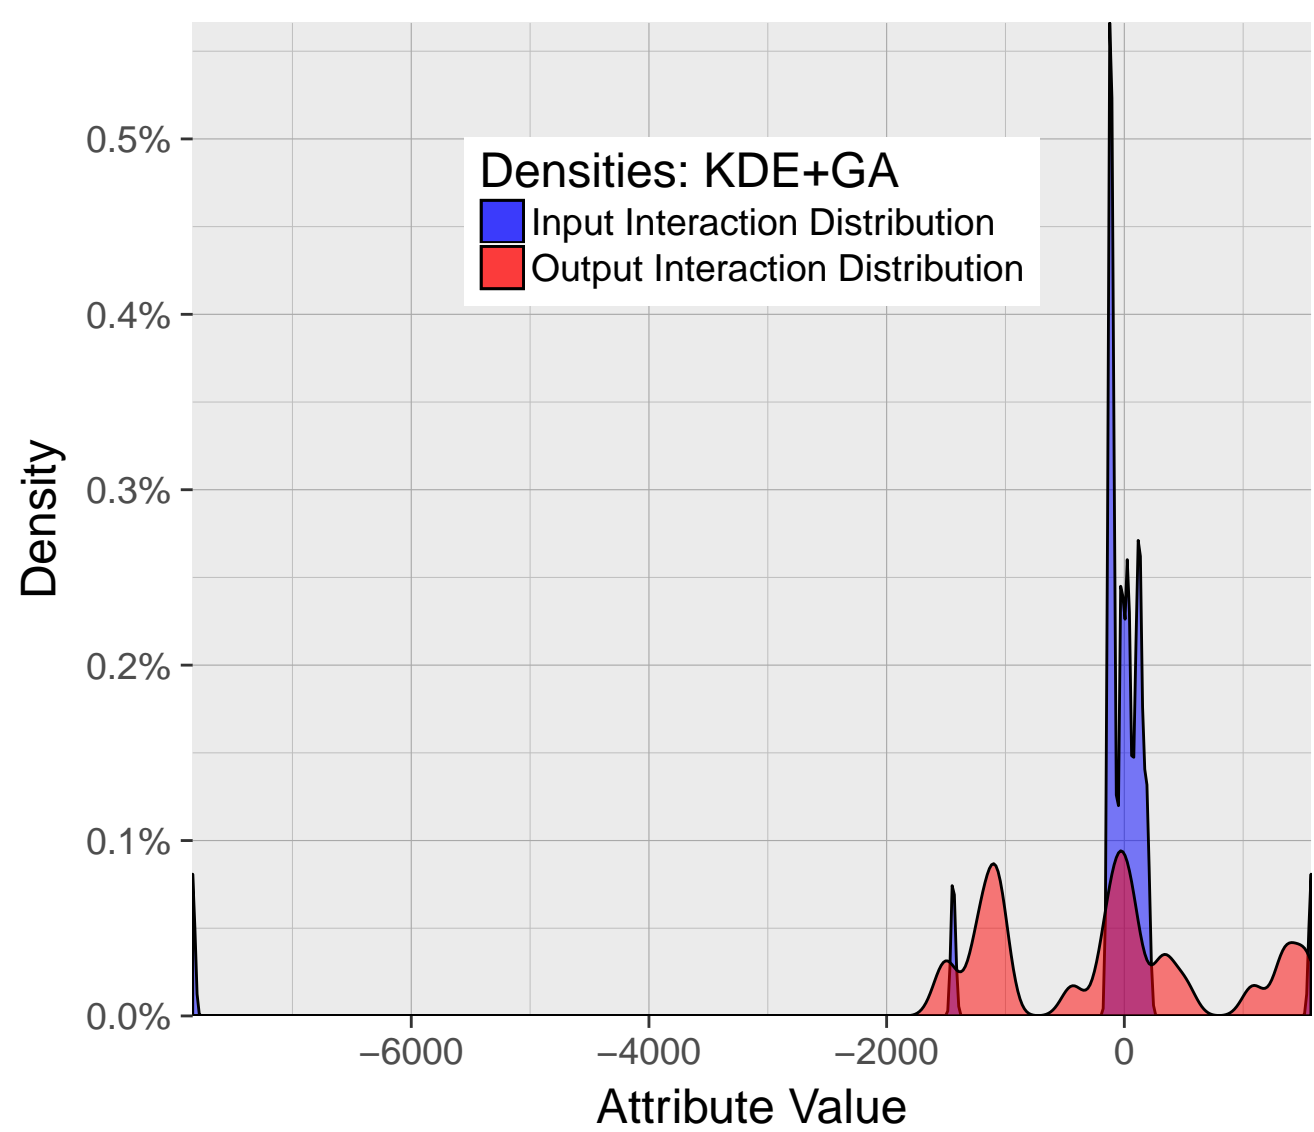 0.5%
Densities: KDE+GA
Input Interaction Distribution
Output Interaction Distribution
0.4%
0.3%
Density
0.2%
0.1%
0.0%
−6000 −4000 −2000 0
Attribute Value